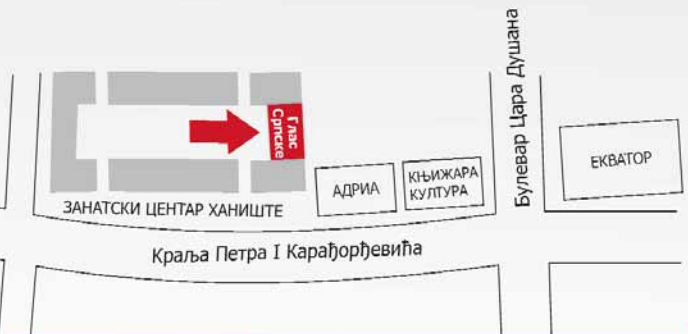 Глас
Српске
ЗАНАТСКИ ЦЕНТАР ХАНИШТЕ
АДРИА
КЊИЖАРА
КУЛТУРА
Булевар Цара Душана
ЕКВАТОР
Краља Петра I Карађорђевића